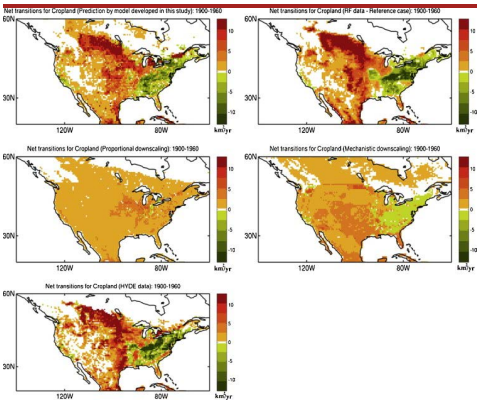 Net transitions for Cropland (Prediction by model developed in this study): 1900-1960
60N
30N
120W
80W
10
5
0
-5
-10
km²/yr
Net transitions for Cropland (RF data - Reference case): 1900-1960
60N
30N
120W
80W
10
5
0
-5
-10
km²/yr
Net transitions for Cropland (Proportional downscaling): 1900-1960
60N
30N
120W
80W
10
5
0
-5
-10
km²/yr
Net transitions for Cropland (Mechanistic downscaling): 1900-1960
60N
30N
120W
80W
10
5
0
-5
-10
km²/yr
Net transitions for Cropland (HYDE data): 1900-1960
60N
30N
120W
80W
10
5
0
-5
-10
km²/yr